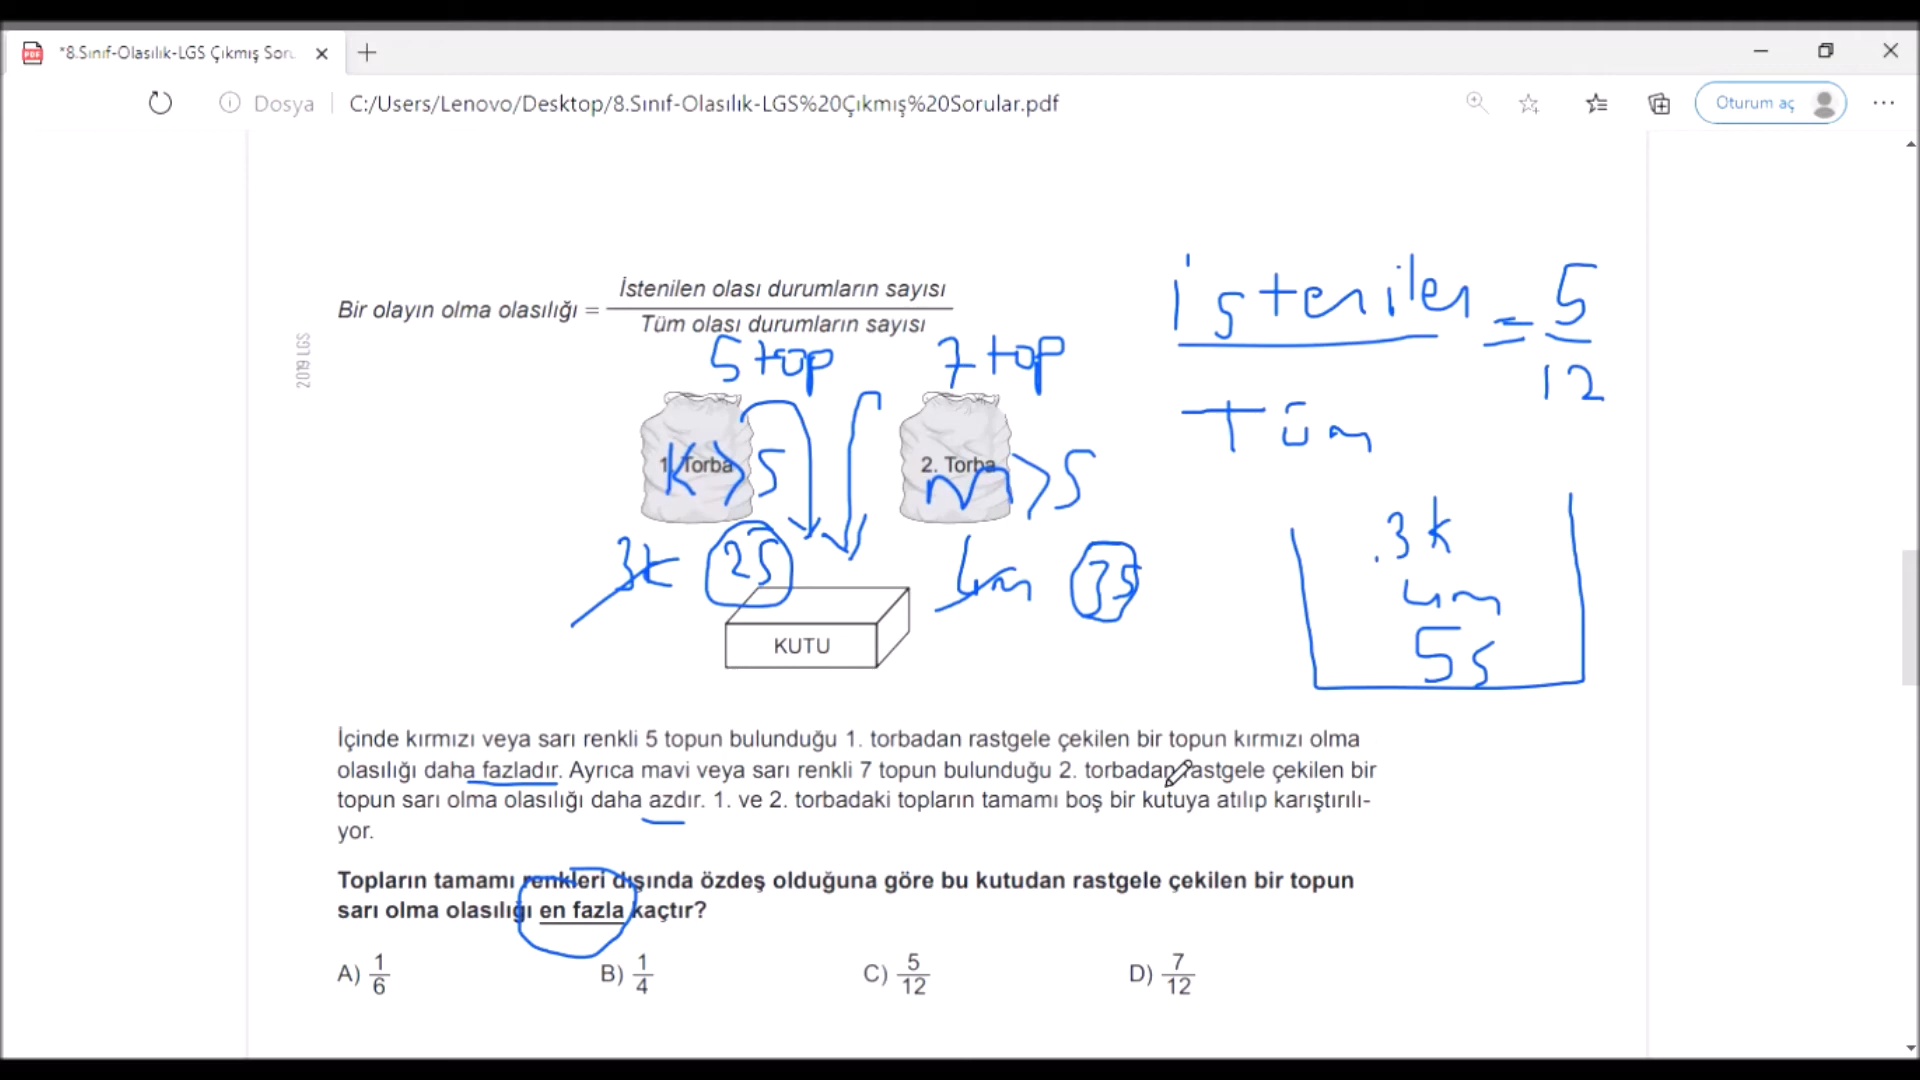 *8.Sınıf-Olasılık-LGS Çıkmış Soru
Dosya
C:/Users/Lenovo/Desktop/8.Sınıf-Olasılık-LGS%20Çıkmış%20Sorular.pdf
Oturum aç
2019 LGS
Bir olayın olma olasılığı = İstenilen olası durumların sayısı
Tüm olası durumların sayısı
İstenilen = 5
Tüm 12
5 top 7 top
1. Torba
K > S
2. Torba
M > S
3k 2s
4m 3s
KUTU
3k
4m
5s
İçinde kırmızı veya sarı renkli 5 topun bulunduğu 1. torbadan rastgele çekilen bir topun kırmızı olma
olasılığı daha fazladır. Ayrıca mavi veya sarı renkli 7 topun bulunduğu 2. torbadan rastgele çekilen bir
topun sarı olma olasılığı daha azdır. 1. ve 2. torbadaki topların tamamı boş bir kutuya atılıp karıştırılı-
yor.
Topların tamamı renkleri dışında özdeş olduğuna göre bu kutudan rastgele çekilen bir topun
sarı olma olasılığı en fazla kaçtır?
A) 1/6 B) 1/4 C) 5/12 D) 7/12